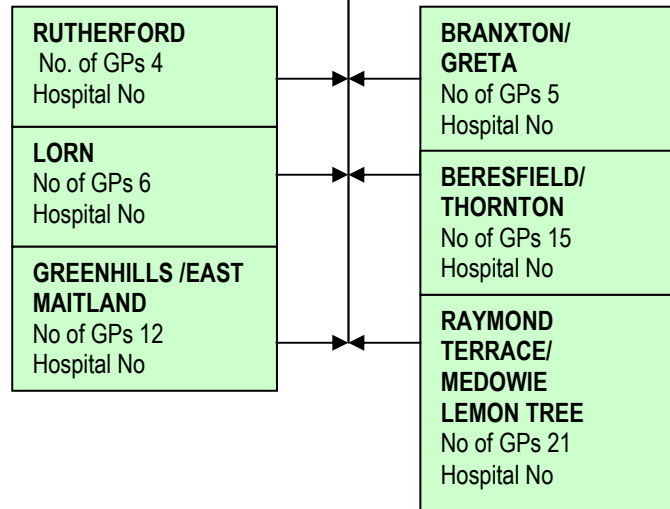 RUTHERFORD
No. of GPs 4
Hospital No
LORN
No of GPs 6
Hospital No
GREENHILLS /EAST
MAITLAND
No of GPs 12
Hospital No
BRANXTON/
GRETA
No of GPs 5
Hospital No
BERESFIELD/
THORNTON
No of GPs 15
Hospital No
RAYMOND
TERRACE/
MEDOWIE
LEMON TREE
No of GPs 21
Hospital No